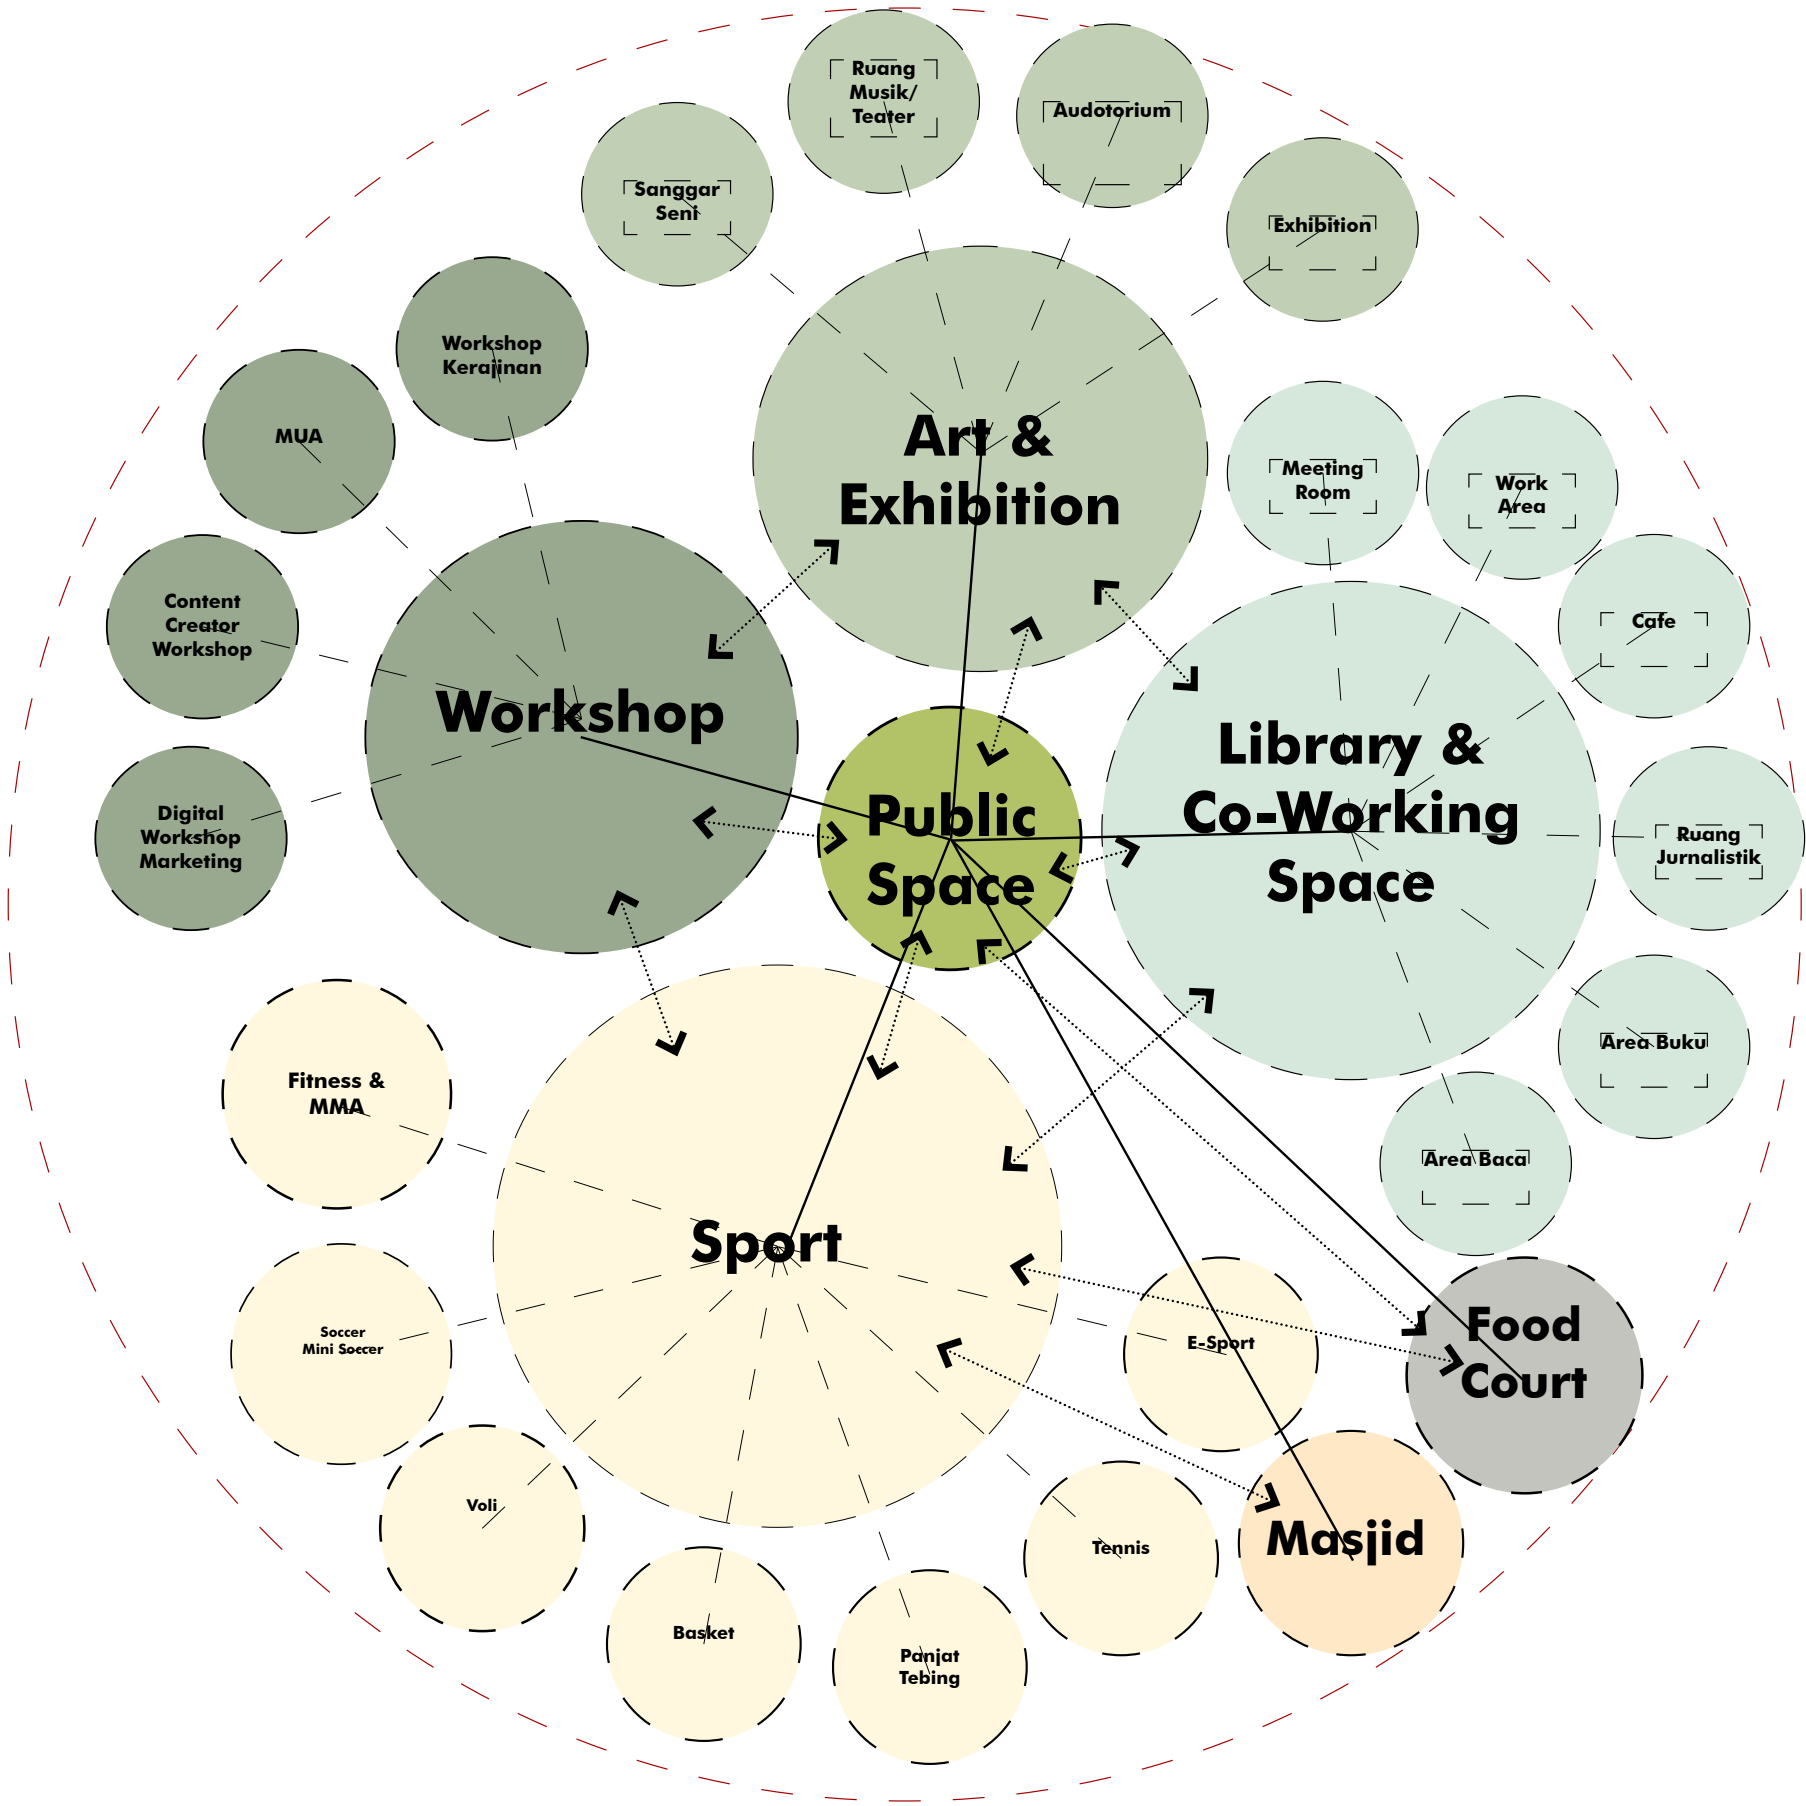 Ruang
Musik/
Teater
Audotorium
Sanggar
Seni
Exhibition
Workshop
Kerajinan
MUA
Art &
Exhibition
Meeting
Room
Work
Area
Content
Creator
Workshop
Cafe
Workshop
Library &
Co-Working
Space
Digital
Workshop
Marketing
Public
Space
Ruang
Jurnalistik
Area Buku
Fitness &
MMA
Area Baca
Sport
Soccer
Mini Soccer
E-Sport
Food
Court
Voli
Tennis
Masjid
Basket
Panjat
Tebing